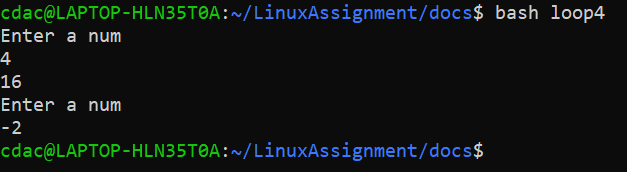 cdac@LAPTOP-HLN35T0A:~/LinuxAssignment/docs$ bash loop4
Enter a num
4
16
Enter a num
-2
cdac@LAPTOP-HLN35T0A:~/LinuxAssignment/docs$